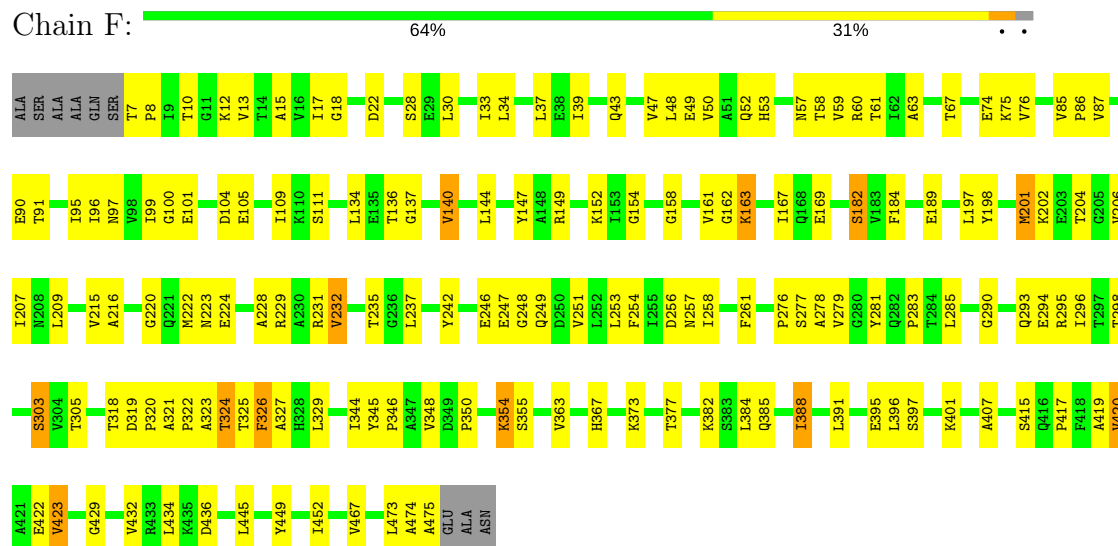 Chain F:
64% 31% • •
ALA SER ALA ALA GLN SER T7 P8 I9 T10 G11 K12 V13 T14 A15 V16 I17 G18 D22 S28 E29 L30 I33 L34 L37 E38 I39 Q43 V47 L48 E49 V50 A51 Q52 H53 N57 T58 V59 R60 T61 I62 A63 T67 E74 K75 V76 V85 P86 V87
E90 T91 I95 I96 N97 V98 I99 G100 E101 D104 E105 I109 K110 S111 L134 E135 T136 G137 V140 L144 Y147 A148 R149 K152 I153 G154 G158 V161 G162 K163 I167 Q168 E169 S182 V183 F184 E189 L197 Y198 M201 K202 E203 T204 G205 V206
I207 N208 L209 V215 A216 G220 Q221 M222 N223 E224 A228 R229 A230 R231 V232 T235 G236 L237 Y242 E246 E247 G248 Q249 D250 V251 L252 L253 F254 I255 D256 N257 I258 F261 P276 S277 A278 V279 G280 Y281 Q282 P283 T284 L285 G290 Q293 E294 R295 I296 T297 T298
S303 V304 T305 T318 D319 P320 A321 P322 A323 T324 T325 F326 A327 H328 L329 I344 Y345 P346 A347 V348 D349 P350 K354 S355 V363 H367 K373 T377 K382 S383 L384 Q385 I388 L391 E395 L396 S397 K401 A407 S415 Q416 P417 F418 A419 V420
A421 E422 V423 G429 V432 R433 L434 K435 D436 L445 Y449 I452 V467 L473 A474 A475 GLU ALA ASN